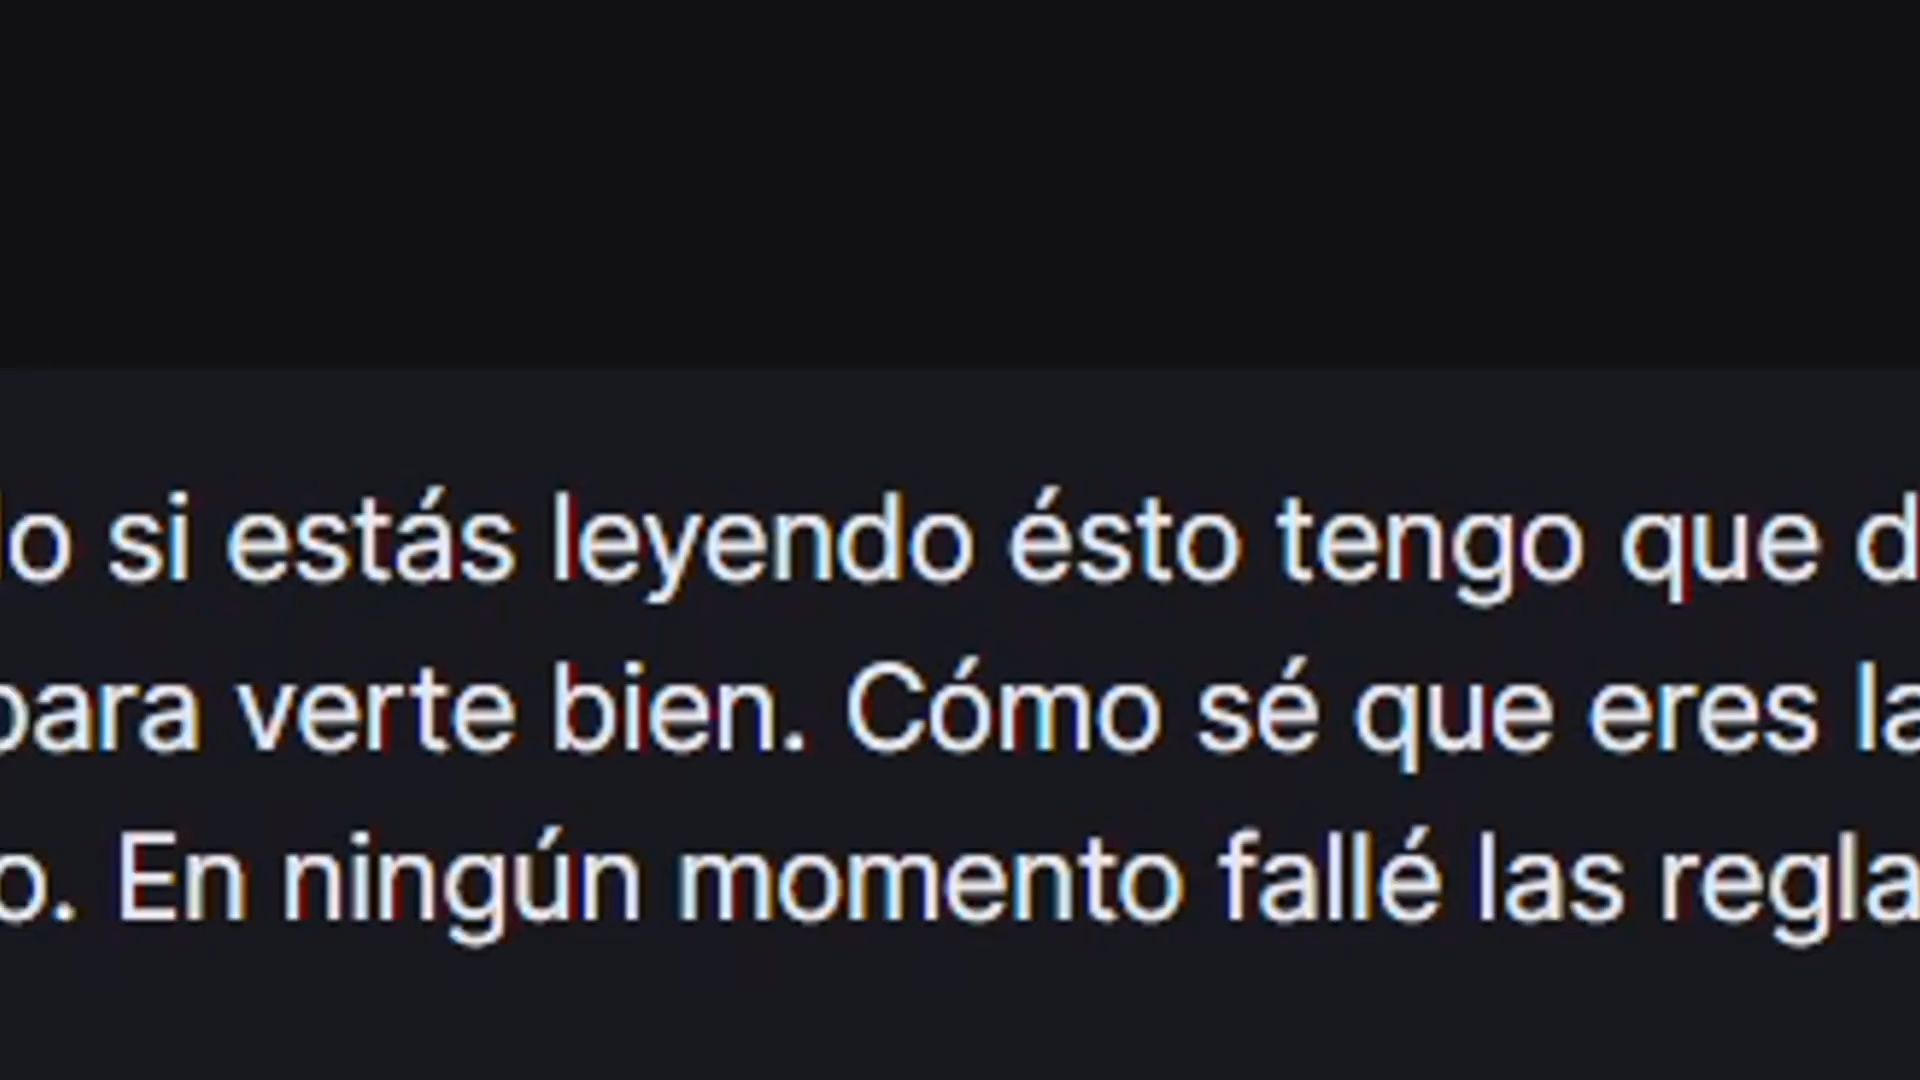 lo si estás leyendo ésto tengo que d
para verte bien. Cómo sé que eres la
o. En ningún momento fallé las regla